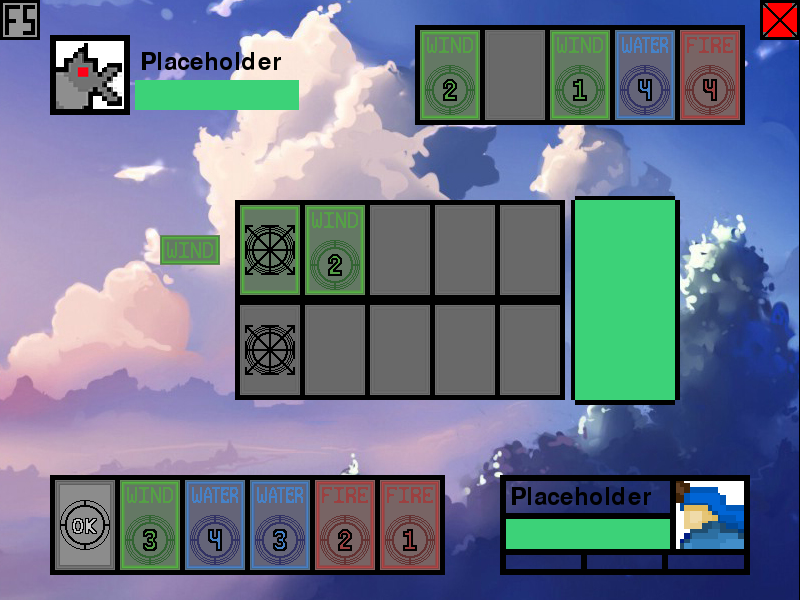 FS
Placeholder
WIND WIND WATER FIRE
2 1 4 4
WIND
WIND
2
WIND WATER WATER FIRE FIRE
OK 3 4 3 2 1
Placeholder